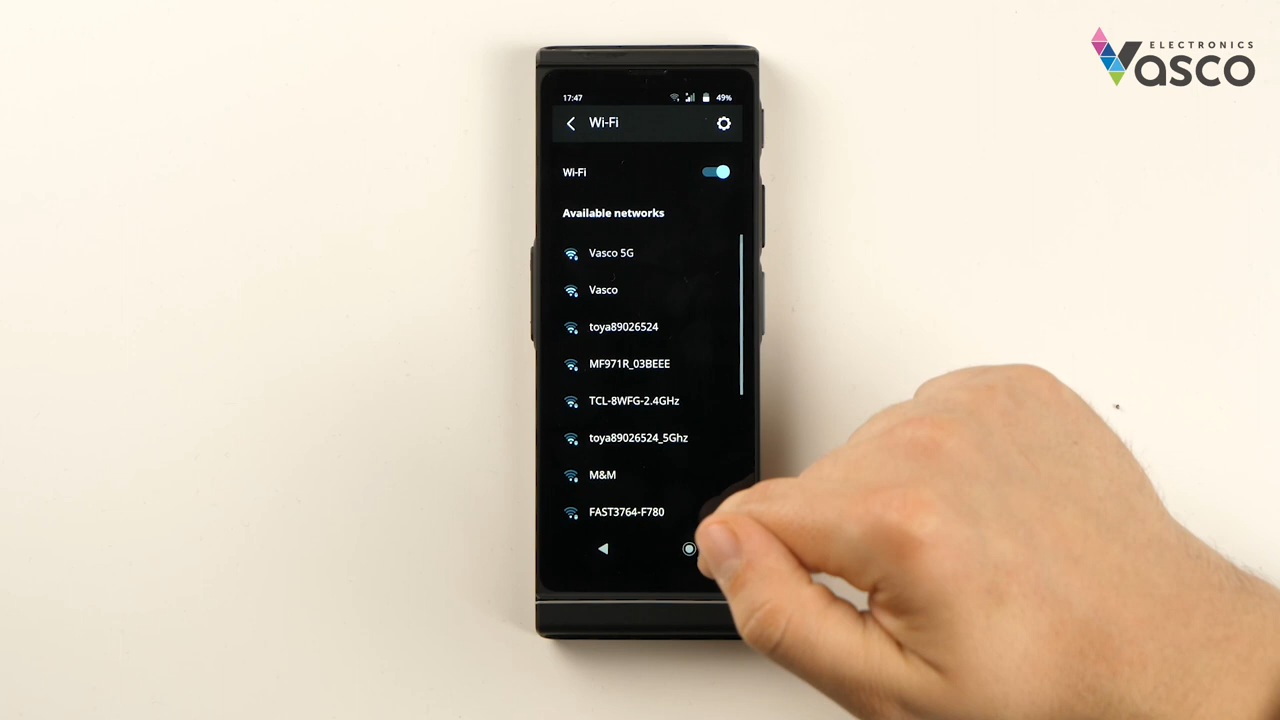 ELECTRONICS
Vasco
17:47 49%
Wi-Fi
Wi-Fi
Available networks
Vasco 5G
Vasco
toya89026524
MF971R_03BEEE
TCL-8WFG-2.4GHz
toya89026524_5Ghz
M&M
FAST3764-F780